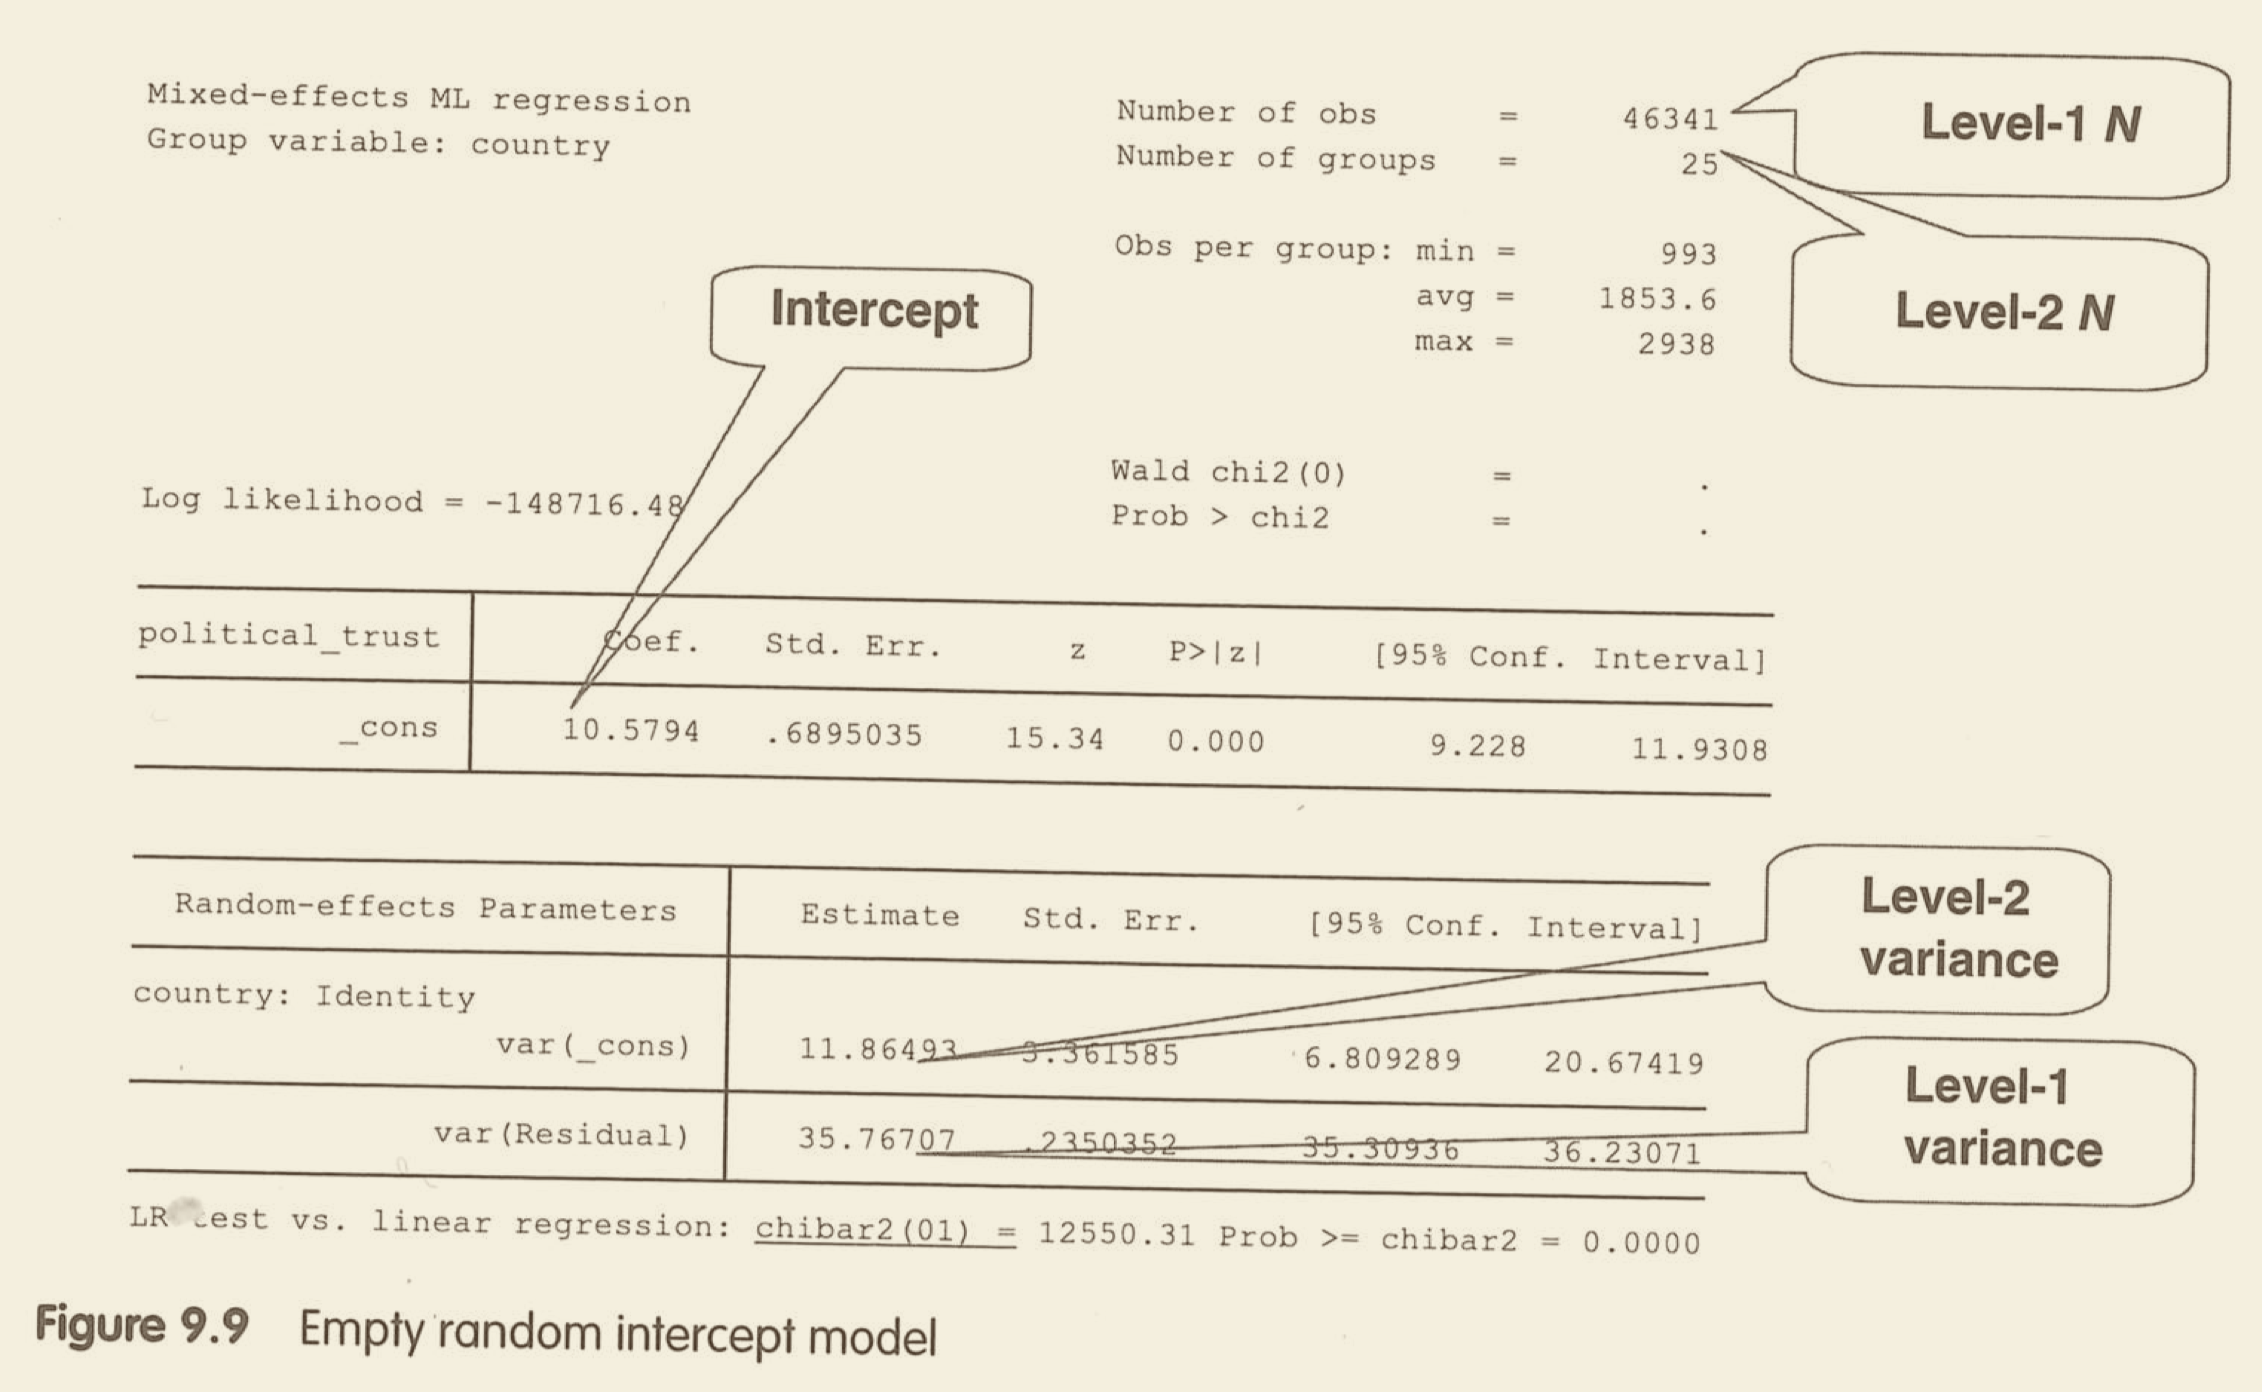 Mixed-effects ML regression
Group variable: country
Number of obs = 46341
Number of groups = 25
Level-1 N
Obs per group: min = 993
avg = 1853.6
max = 2938
Level-2 N
Intercept
Log likelihood = -148716.48
Wald chi2(0) = .
Prob > chi2 = .
political_trust Coef. Std. Err. z P>|z| [95% Conf. Interval]
_cons 10.5794 .6895035 15.34 0.000 9.228 11.9308
Random-effects Parameters Estimate Std. Err. [95% Conf. Interval]
Level-2
variance
country: Identity
var(_cons) 11.86493 3.361585 6.809289 20.67419
Level-1
variance
var(Residual) 35.76707 .2350352 35.30936 36.23071
LR test vs. linear regression: chibar2(01) = 12550.31 Prob >= chibar2 = 0.0000
Figure 9.9 Empty random intercept model